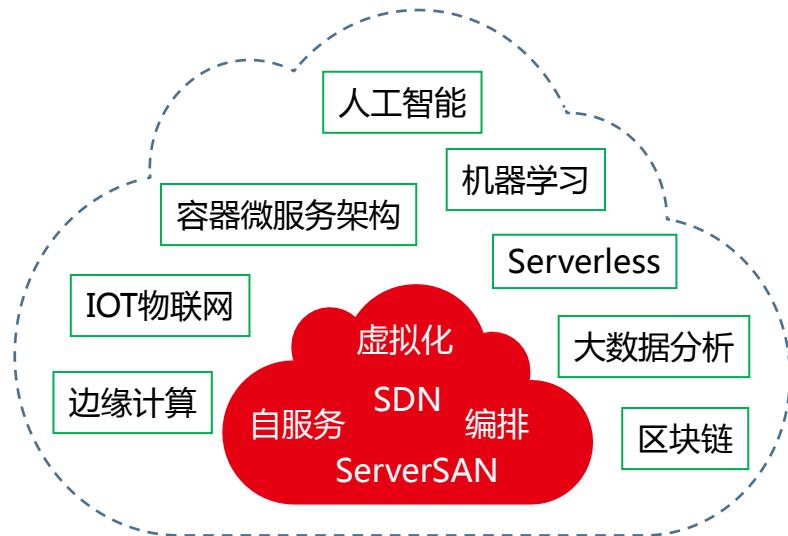 人工智能
机器学习
容器微服务架构
Serverless
IOT物联网
大数据分析
边缘计算
区块链
虚拟化
SDN
自服务
编排
ServerSAN